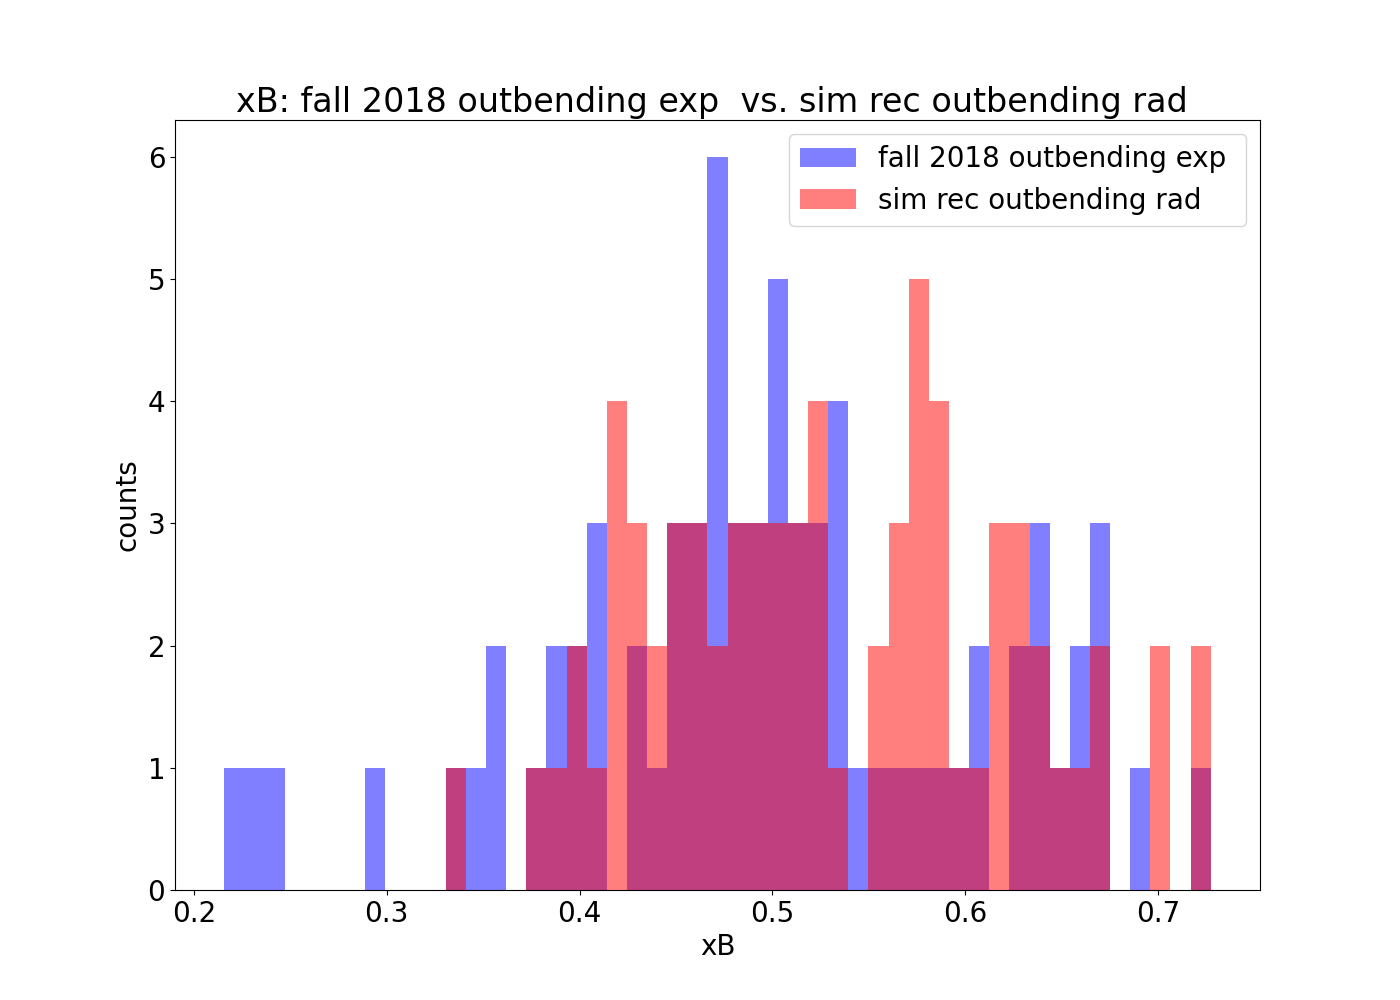 xB: fall 2018 outbending exp  vs. sim rec outbending rad
fall 2018 outbending exp
sim rec outbending rad
6
5
4
3
2
1
0
counts
0.2 0.3 0.4 0.5 0.6 0.7
xB